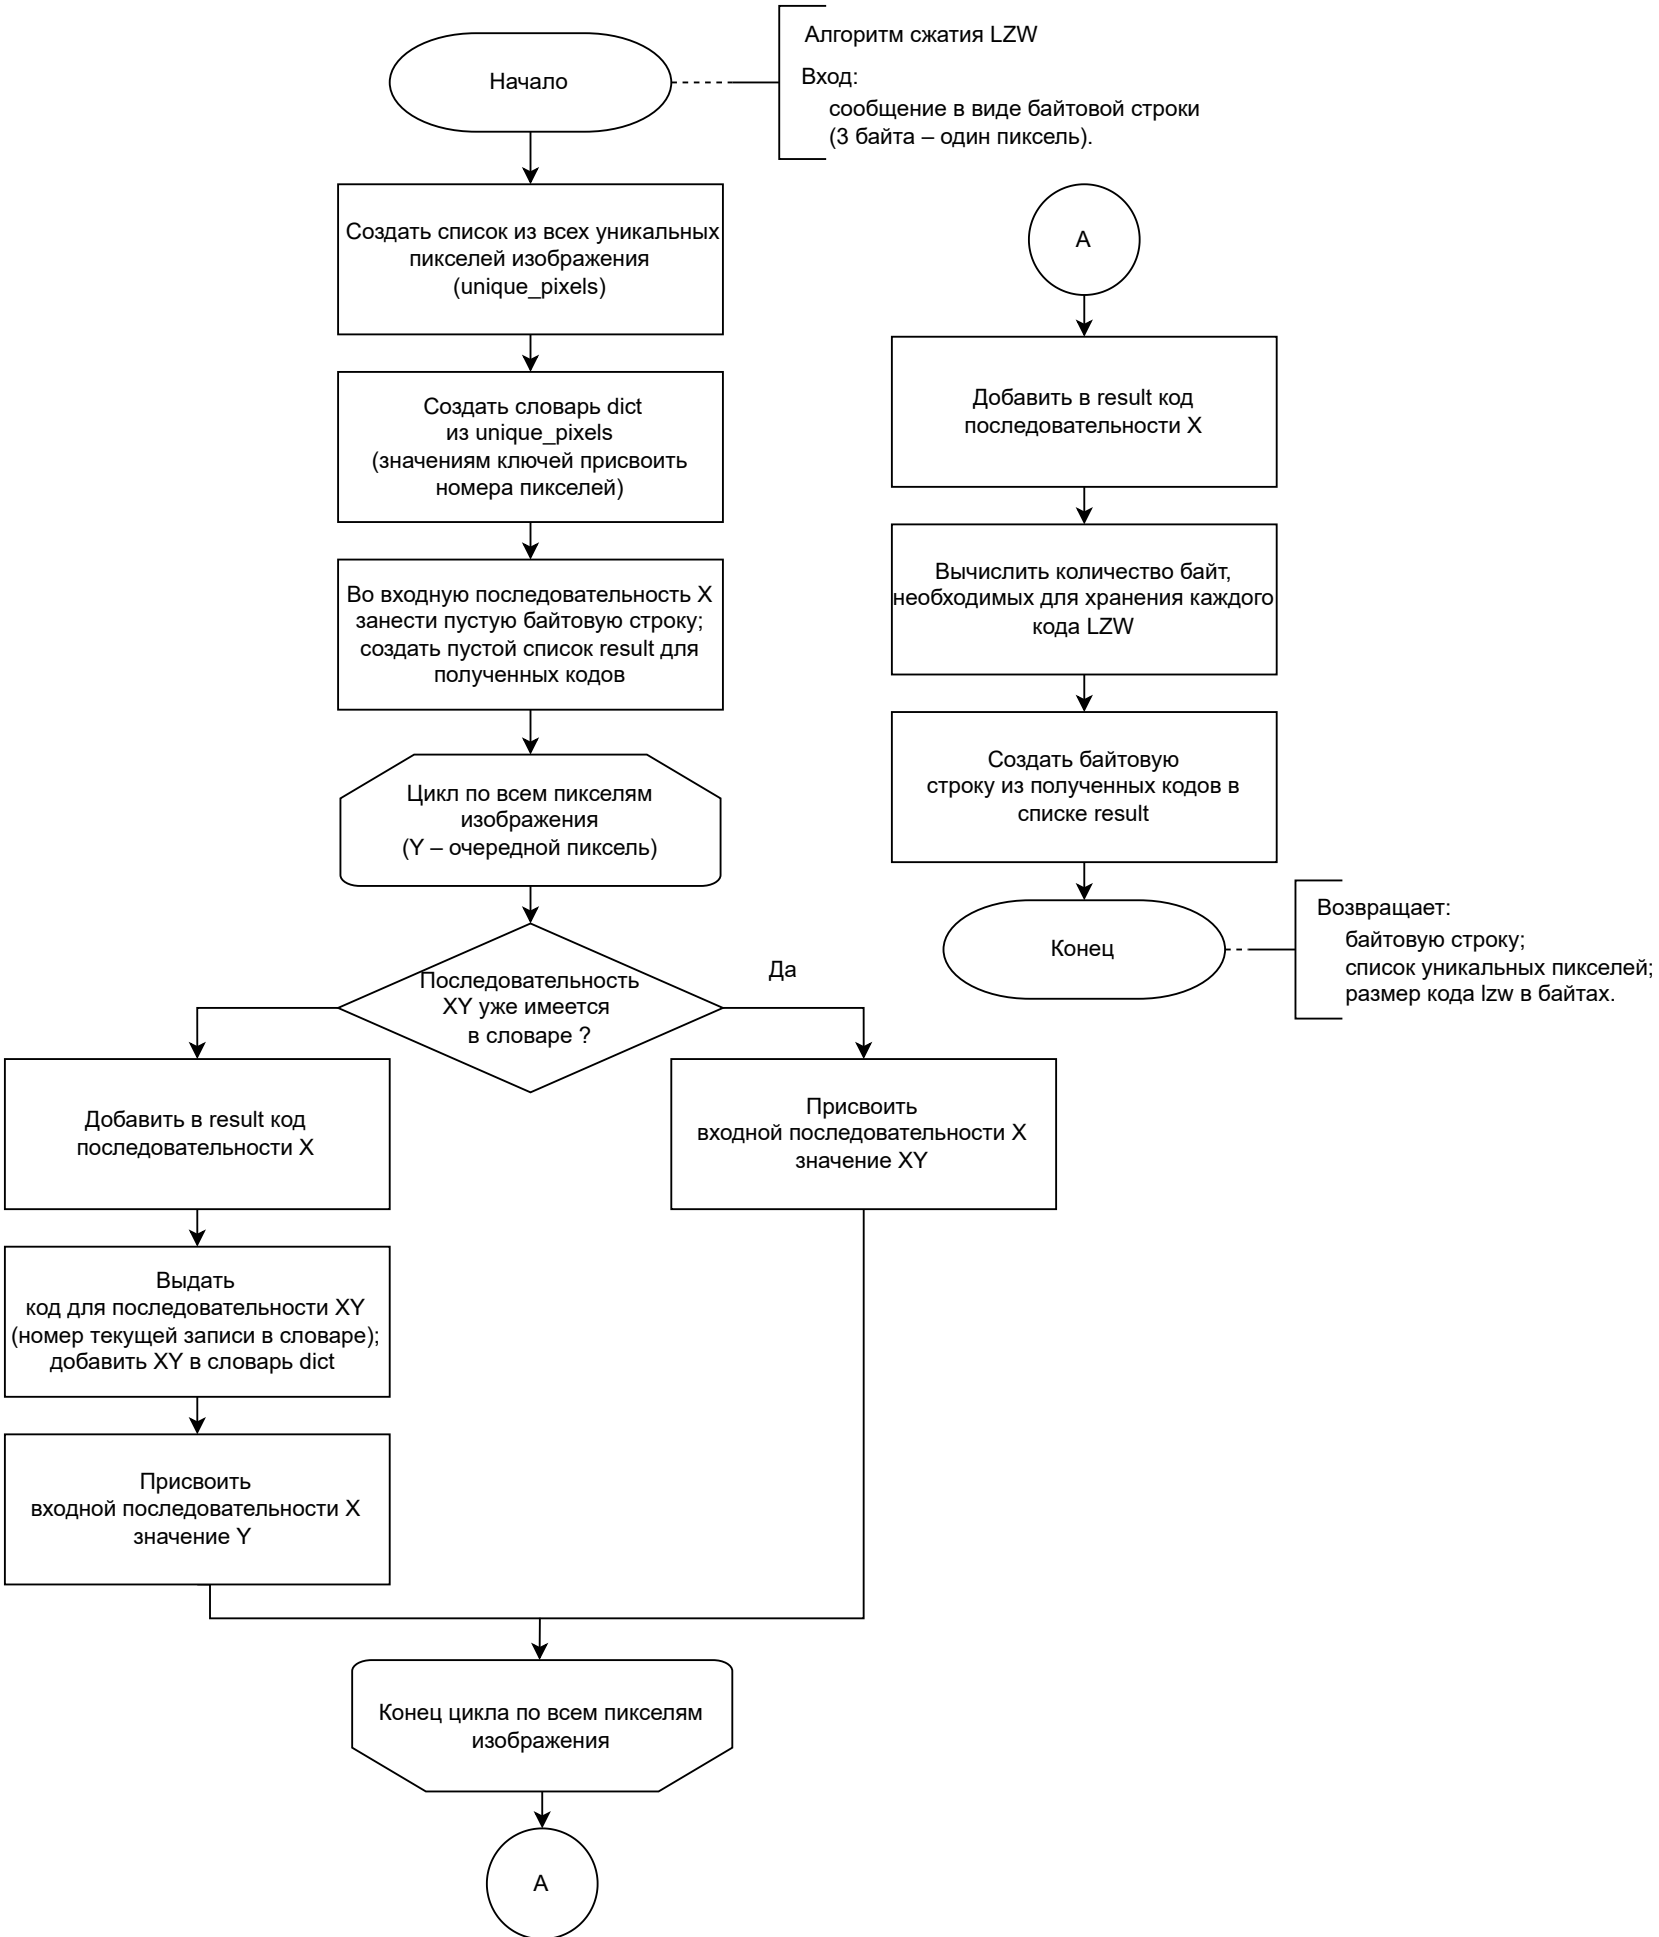 Начало
Алгоритм сжатия LZW
Вход:
сообщение в виде байтовой строки
(3 байта – один пиксель).
Создать список из всех уникальных
пикселей изображения
(unique_pixels)
Создать словарь dict
из unique_pixels
(значениям ключей присвоить
номера пикселей)
Во входную последовательность X
занести пустую байтовую строку;
создать пустой список result для
полученных кодов
Цикл по всем пикселям
изображения
(Y – очередной пиксель)
Последовательность
XY уже имеется
в словаре ?
Да
Добавить в result код
последовательности X
Выдать
код для последовательности XY
(номер текущей записи в словаре);
добавить XY в словарь dict
Присвоить
входной последовательности X
значение Y
Присвоить
входной последовательности X
значение XY
Конец цикла по всем пикселям
изображения
А
А
Добавить в result код
последовательности X
Вычислить количество байт,
необходимых для хранения каждого
кода LZW
Создать байтовую
строку из полученных кодов в
списке result
Конец
Возвращает:
байтовую строку;
список уникальных пикселей;
размер кода lzw в байтах.